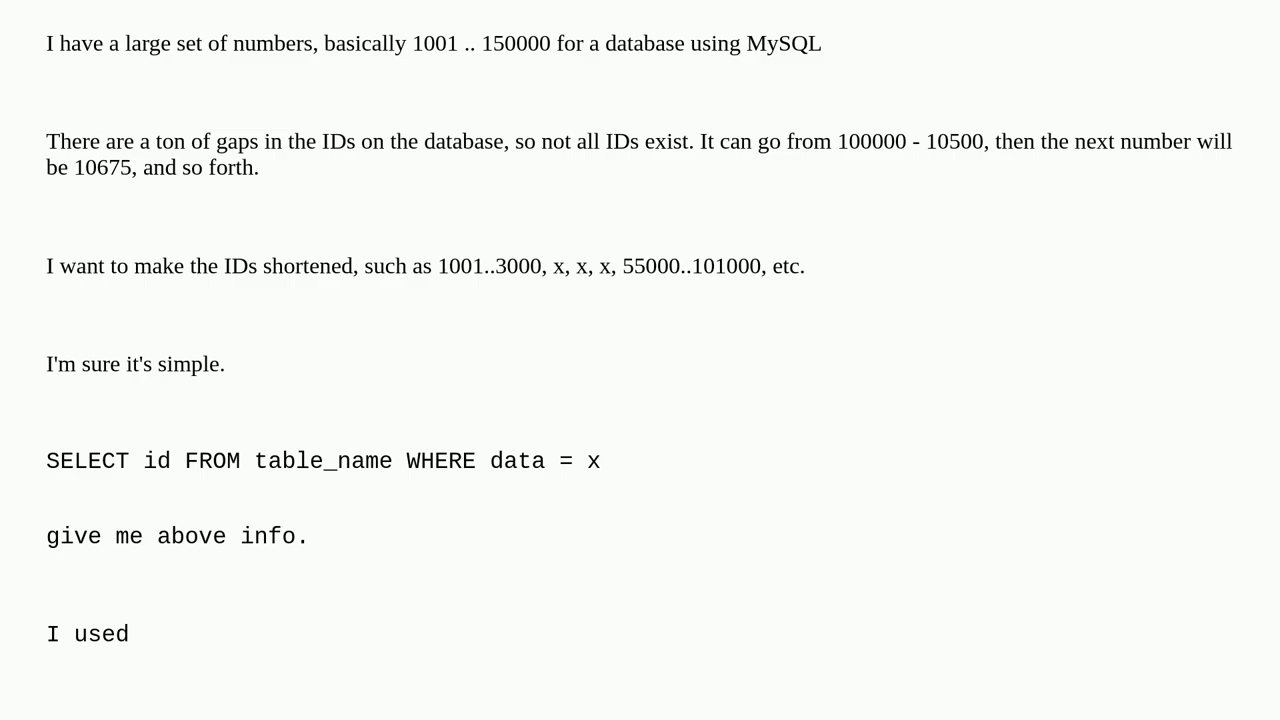 I have a large set of numbers, basically 1001 .. 150000 for a database using MySQL
There are a ton of gaps in the IDs on the database, so not all IDs exist. It can go from 100000 - 10500, then the next number will
be 10675, and so forth.
I want to make the IDs shortened, such as 1001..3000, x, x, x, 55000..101000, etc.
I'm sure it's simple.
SELECT id FROM table_name WHERE data = x
give me above info.
I used